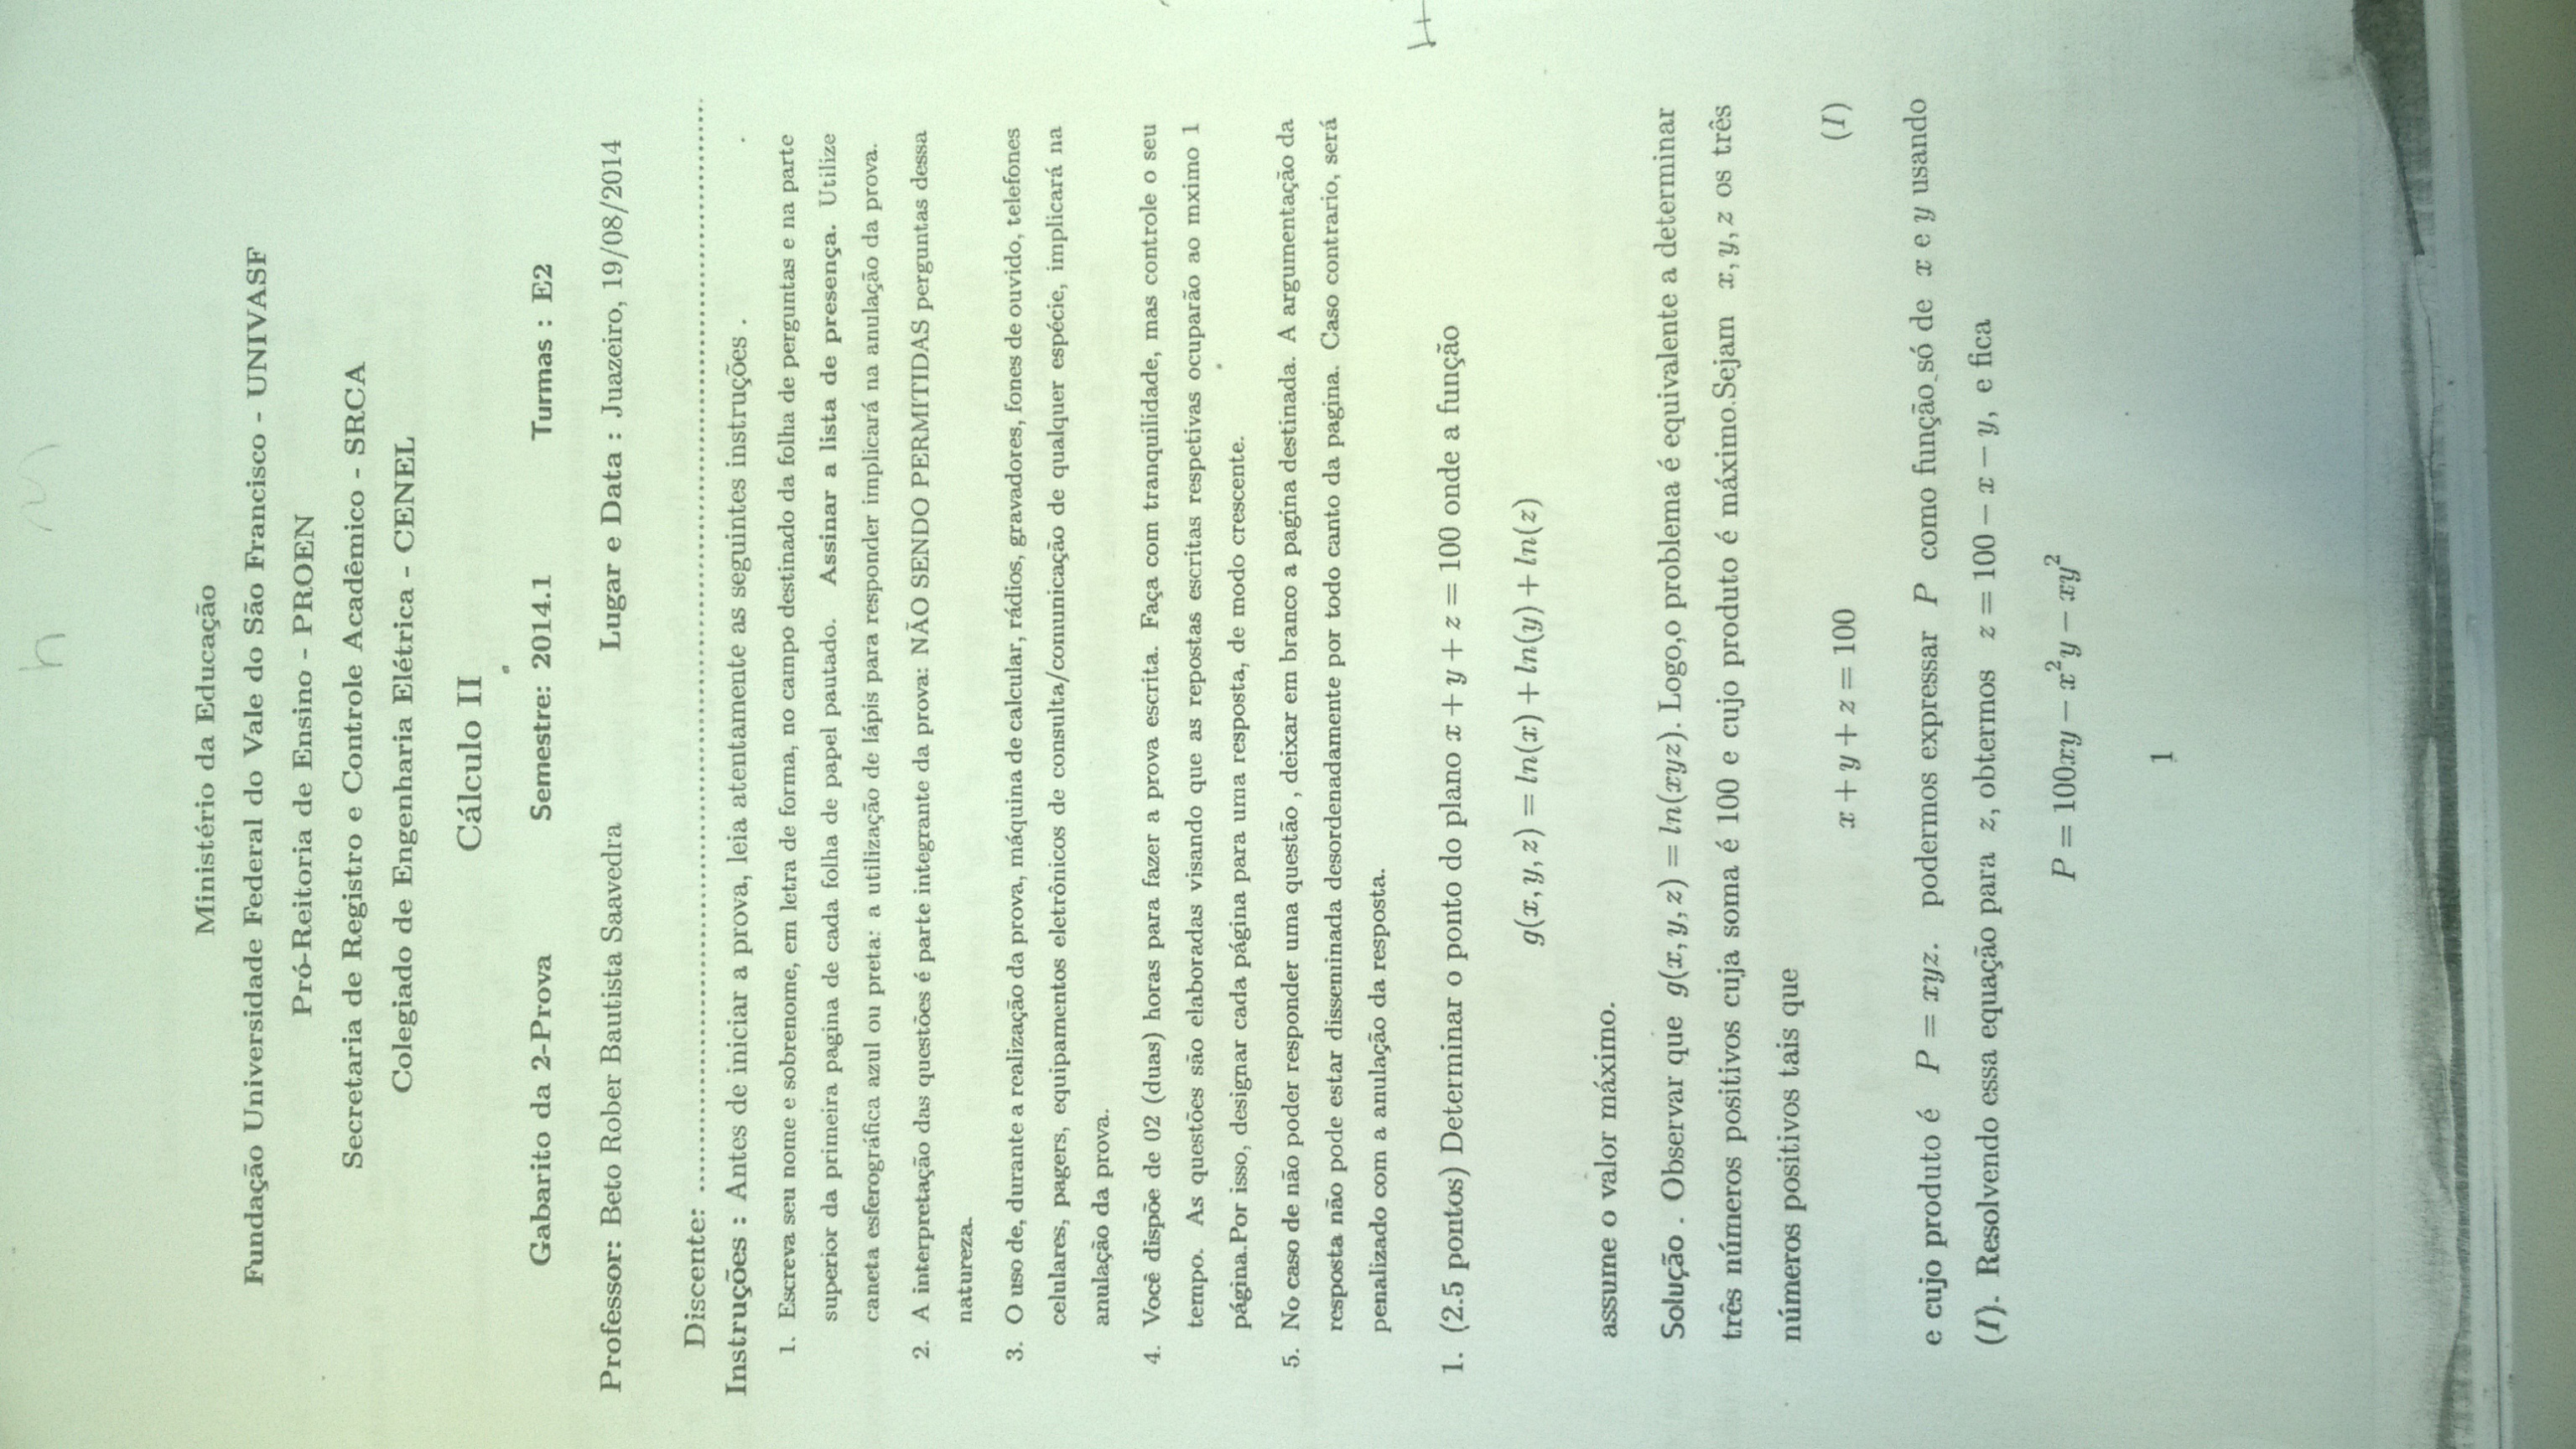 h m
Ministério da Educação
Fundação Universidade Federal do Vale do São Francisco - UNIVASF
Pró-Reitoria de Ensino - PROEN
Secretaria de Registro e Controle Acadêmico - SRCA
Colegiado de Engenharia Elétrica - CENEL
Cálculo II
Gabarito da 2-Prova Semestre: 2014.1 Turmas : E2
Professor: Beto Rober Bautista Saavedra Lugar e Data : Juazeiro, 19/08/2014
Discente: ........................................................................
Instruções : Antes de iniciar a prova, leia atentamente as seguintes instruções .
1. Escreva seu nome e sobrenome, em letra de forma, no campo destinado da folha de perguntas e na parte
superior da primeira pagina de cada folha de papel pautado. Assinar a lista de presença. Utilize
caneta esferográfica azul ou preta: a utilização de lápis para responder implicará na anulação da prova.
2. A interpretação das questões é parte integrante da prova: NÃO SENDO PERMITIDAS perguntas dessa
natureza.
3. O uso de, durante a realização da prova, máquina de calcular, rádios, gravadores, fones de ouvido, telefones
celulares, pagers, equipamentos eletrônicos de consulta/comunicação de qualquer espécie, implicará na
anulação da prova.
4. Você dispõe de 02 (duas) horas para fazer a prova escrita. Faça com tranquilidade, mas controle o seu
tempo. As questões são elaboradas visando que as repostas escritas respetivas ocuparão ao mximo 1
página.Por isso, designar cada página para uma resposta, de modo crescente.
5. No caso de não poder responder uma questão , deixar em branco a pagina destinada. A argumentação da
resposta não pode estar disseminada desordenadamente por todo canto da pagina. Caso contrario, será
penalizado com a anulação da resposta.
1. (2.5 pontos) Determinar o ponto do plano x + y + z = 100 onde a função
g(x, y, z) = ln(x) + ln(y) + ln(z)
assume o valor máximo.
Solução . Observar que g(x, y, z) = ln(xyz). Logo,o problema é equivalente a determinar
três números positivos cuja soma é 100 e cujo produto é máximo.Sejam x, y, z os três
números positivos tais que
x + y + z = 100 (I)
e cujo produto é P = xyz. podermos expressar P como função só de x e y usando
(I). Resolvendo essa equação para z, obtermos z = 100 − x − y, e fica
P = 100xy − x²y − xy²
1